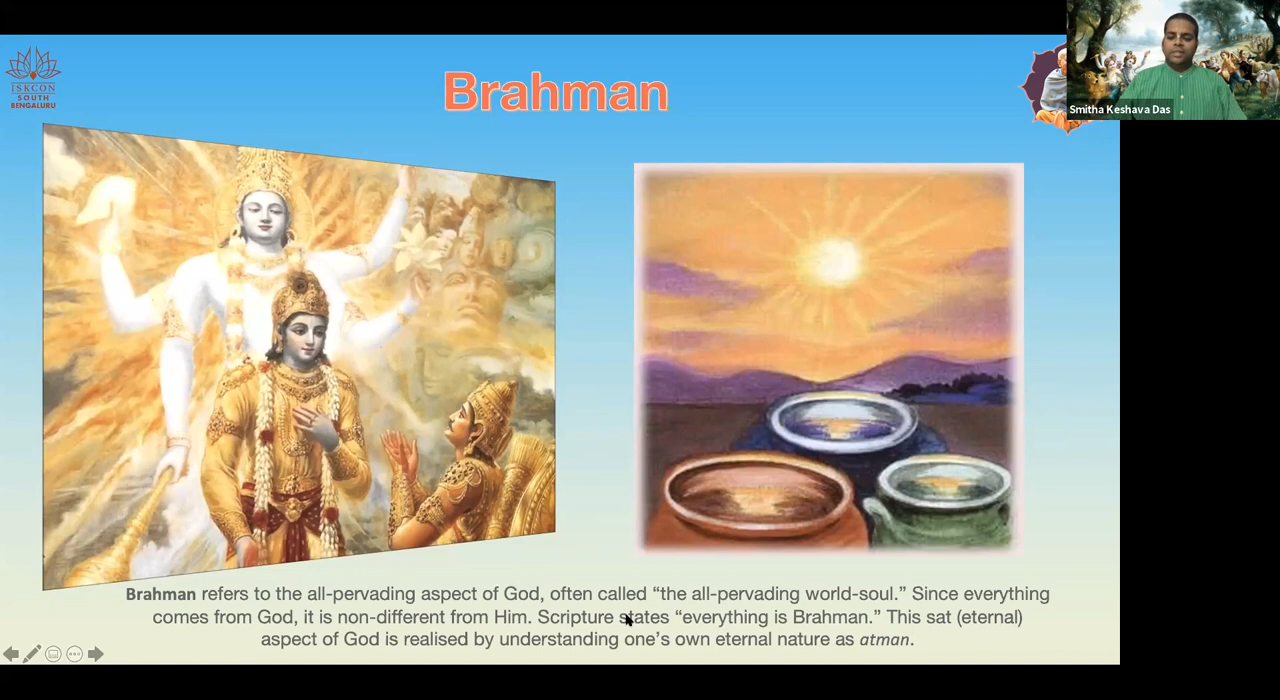 ISKCON
SOUTH
BENGALURU
Brahman
Smitha Keshava Das
Brahman refers to the all-pervading aspect of God, often called “the all-pervading world-soul.” Since everything
comes from God, it is non-different from Him. Scripture states “everything is Brahman.” This sat (eternal)
aspect of God is realised by understanding one’s own eternal nature as atman.